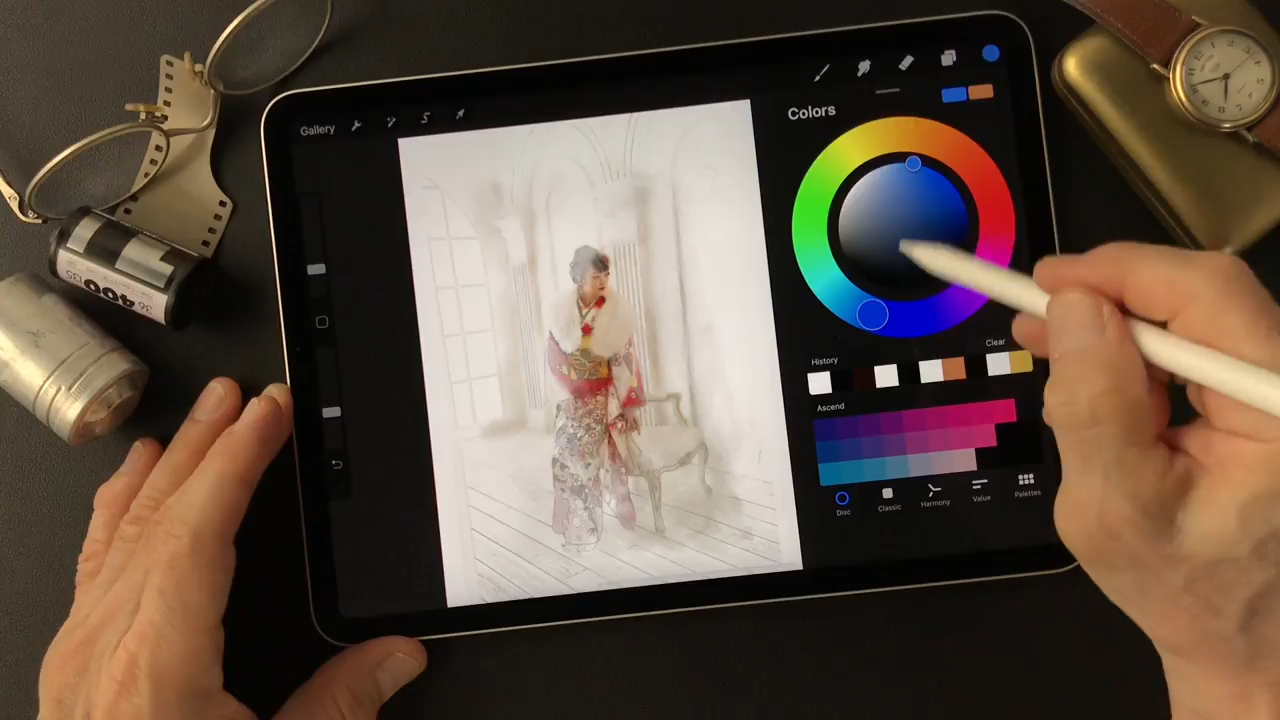 Gallery
Colors
History
Clear
Ascend
Disc
Classic
Harmony
Value
Palettes
400
36
135